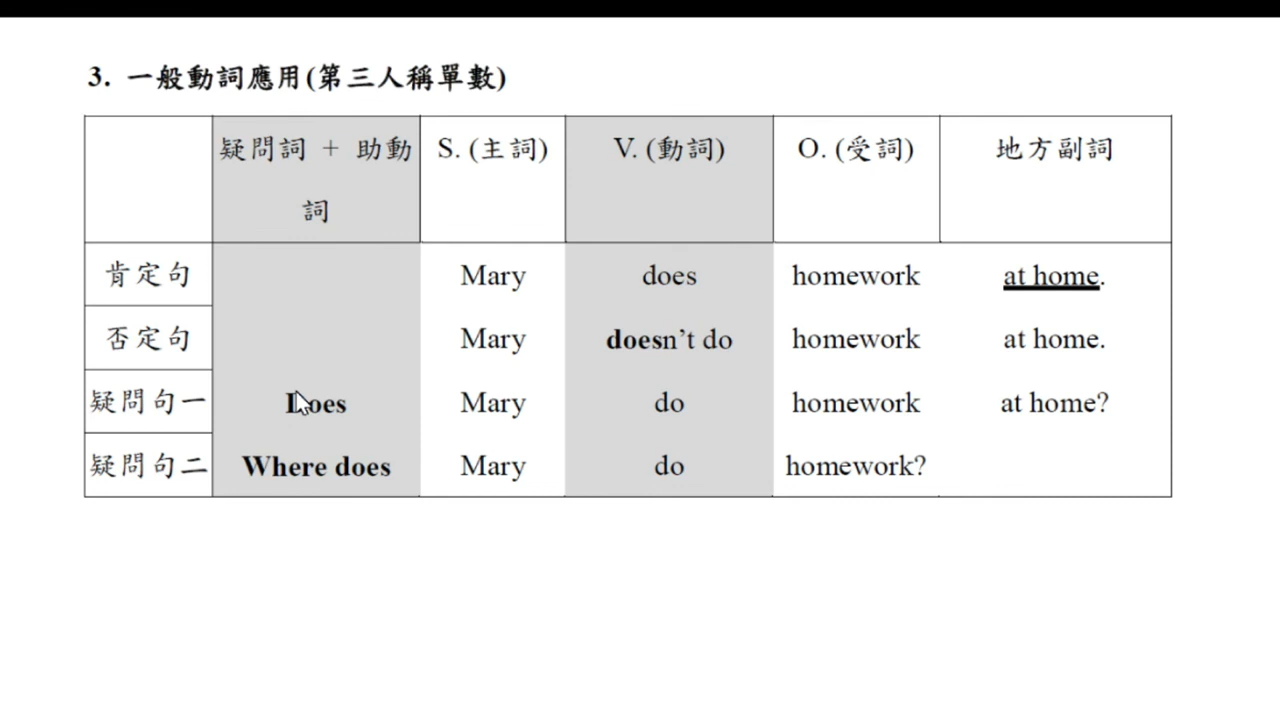 3. 一般動詞應用(第三人稱單數)
疑問詞 + 助動詞 S. (主詞) V. (動詞) O. (受詞) 地方副詞
肯定句 Mary does homework at home.
否定句 Mary doesn't do homework at home.
疑問句一 Does Mary do homework at home?
疑問句二 Where does Mary do homework?